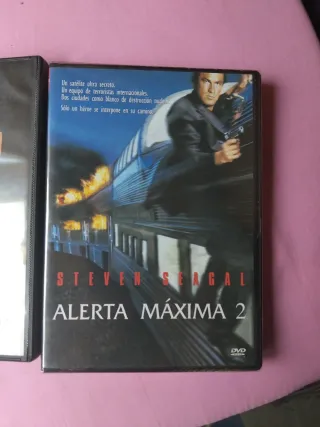 Un satélite ultra secreto.
Un equipo de terroristas internacionales.
Dos ciudades como blanco de destrucción nuclear.
Sólo un héroe se interpone en su camino.
STEVEN SEAGAL
ALERTA MÁXIMA 2
DVD